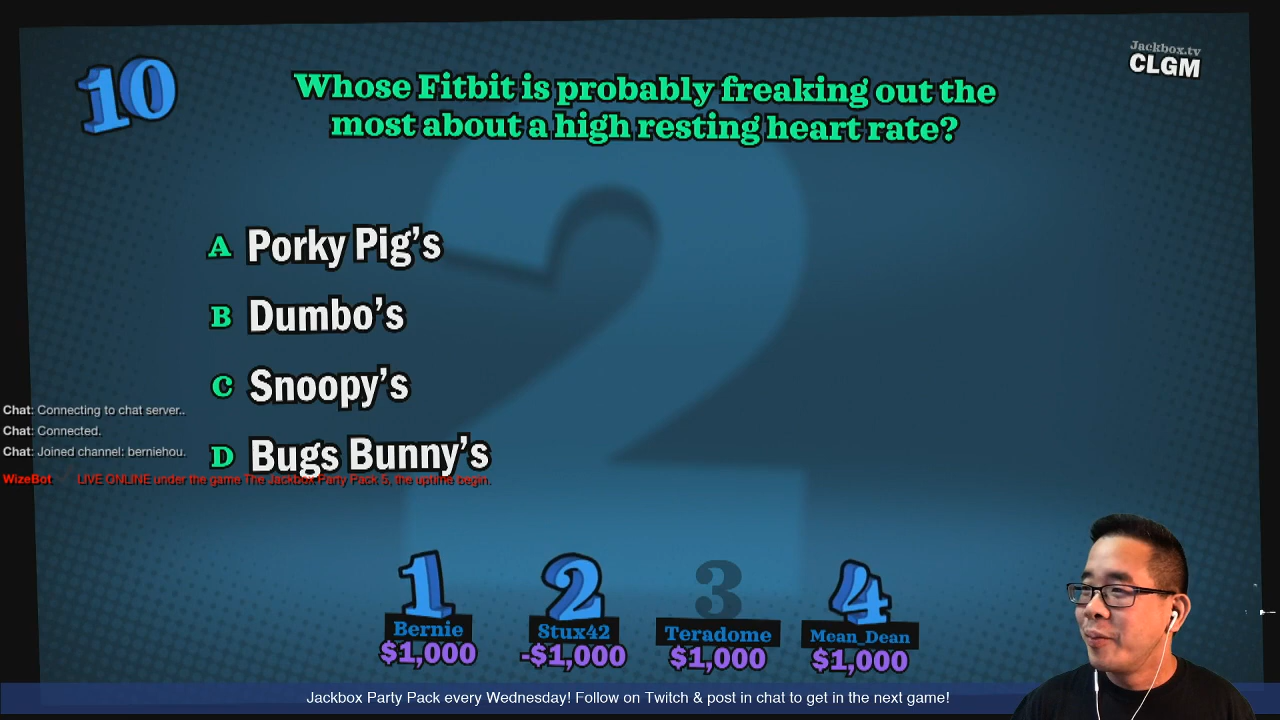 10
Jackbox.tv
CLGM
Whose Fitbit is probably freaking out the
most about a high resting heart rate?
2
A Porky Pig's
B Dumbo's
C Snoopy's
D Bugs Bunny's
Chat: Connecting to chat server..
Chat: Connected.
Chat: Joined channel: berniehou.
WizeBot LIVE ONLINE under the game The Jackbox Party Pack 5, the uptime begin.
1 2 3 4
Bernie Stux42 Teradome Mean_Dean
$1,000 -$1,000 $1,000 $1,000
Jackbox Party Pack every Wednesday! Follow on Twitch & post in chat to get in the next game!